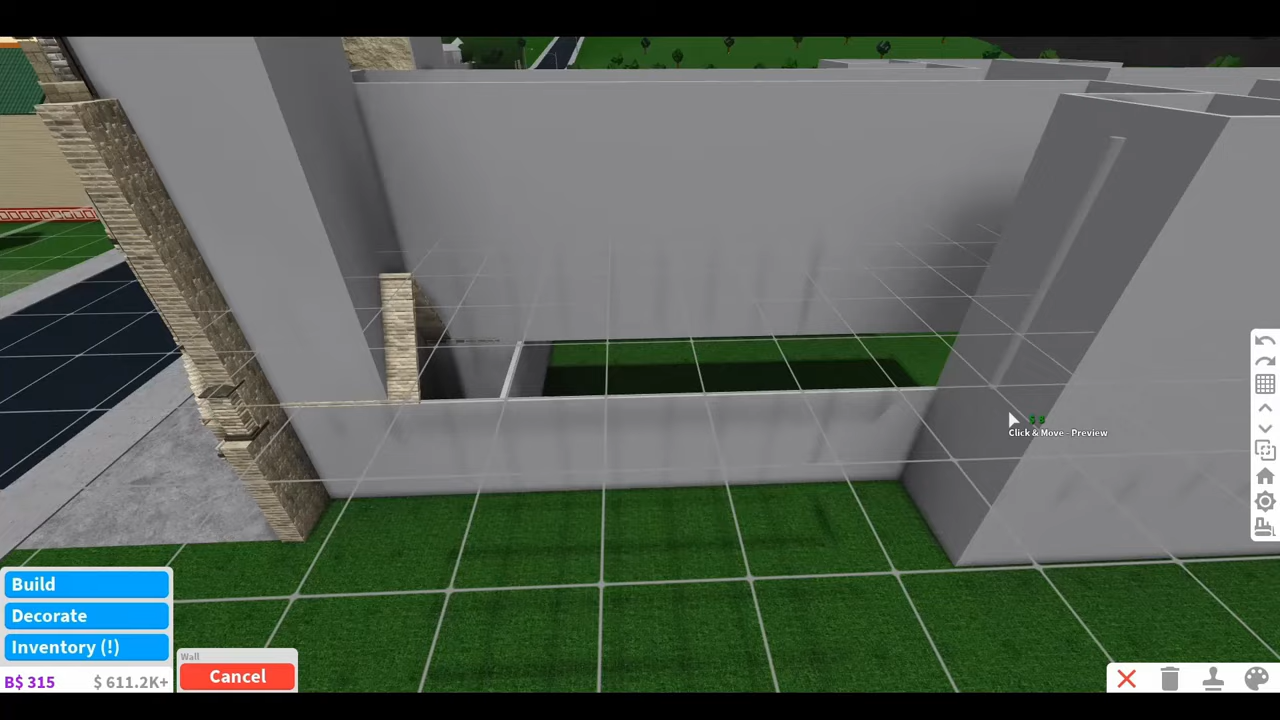 Click & Move - Preview
Build
Decorate
Inventory (!)
B$ 315
$ 611.2K+
Wall
Cancel